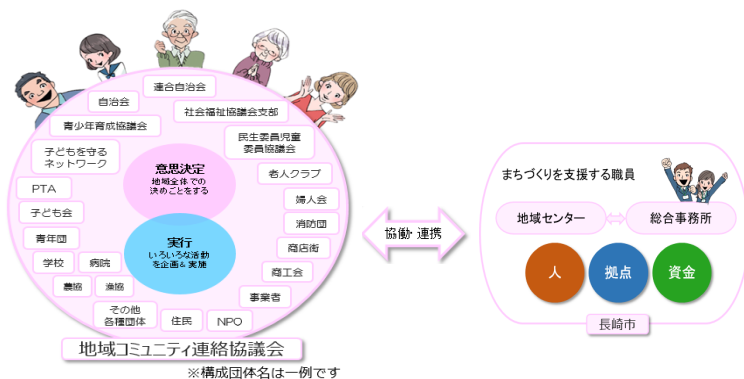 連合自治会
自治会
社会福祉協議会支部
青少年育成協議会
民生委員児童
委員協議会
子どもを守る
ネットワーク
意思決定
地域全体での
決めごとをする
老人クラブ
PTA
婦人会
子ども会
消防団
青年団
実行
いろいろな活動
を企画&実施
商店街
学校
病院
商工会
農協
漁協
事業者
その他
各種団体
住民
NPO
地域コミュニティ連絡協議会
※構成団体名は一例です
協働・連携
まちづくりを支援する職員
地域センター
総合事務所
人
拠点
資金
長崎市